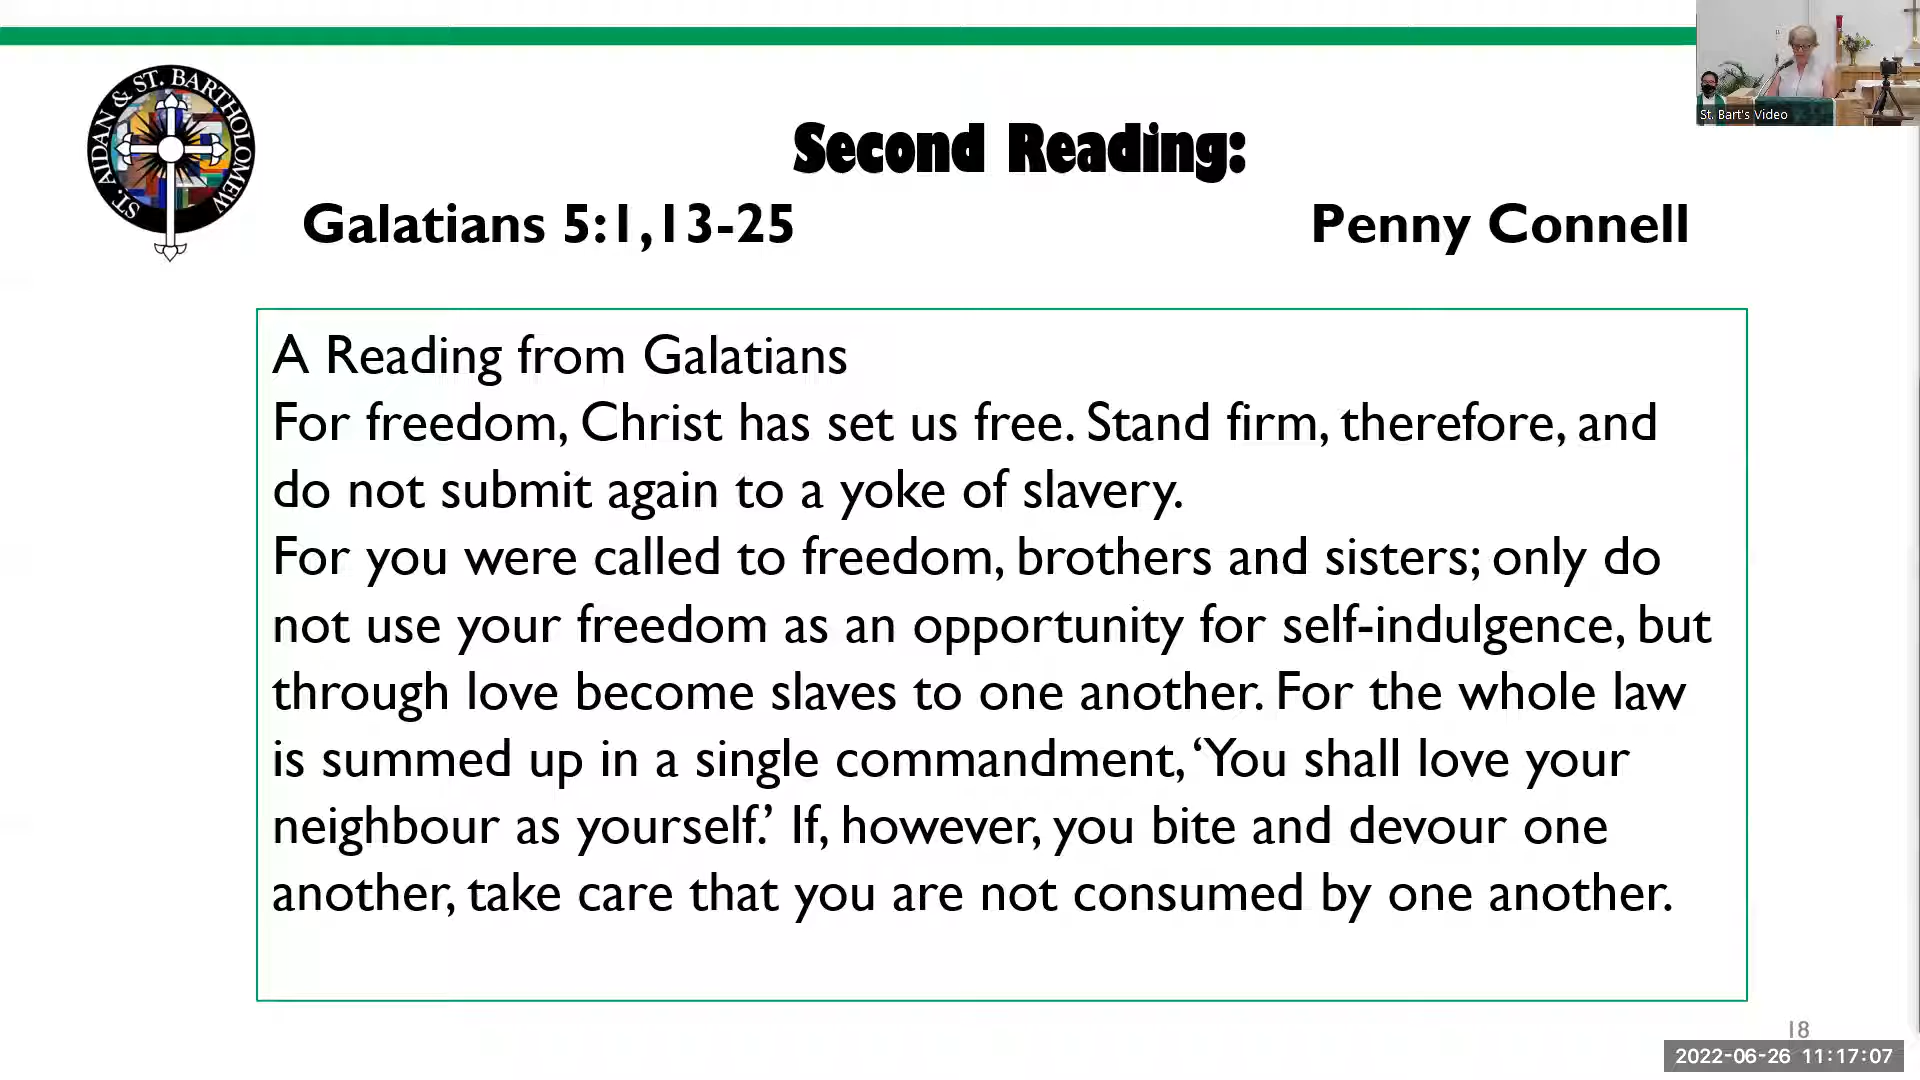 St. Bart's Video
ST. AIDAN & ST. BARTHOLOMEW
Second Reading:
Galatians 5:1,13-25 Penny Connell
A Reading from Galatians
For freedom, Christ has set us free. Stand firm, therefore, and
do not submit again to a yoke of slavery.
For you were called to freedom, brothers and sisters; only do
not use your freedom as an opportunity for self-indulgence, but
through love become slaves to one another. For the whole law
is summed up in a single commandment, ‘You shall love your
neighbour as yourself.’ If, however, you bite and devour one
another, take care that you are not consumed by one another.
18
2022-06-26 11:17:07